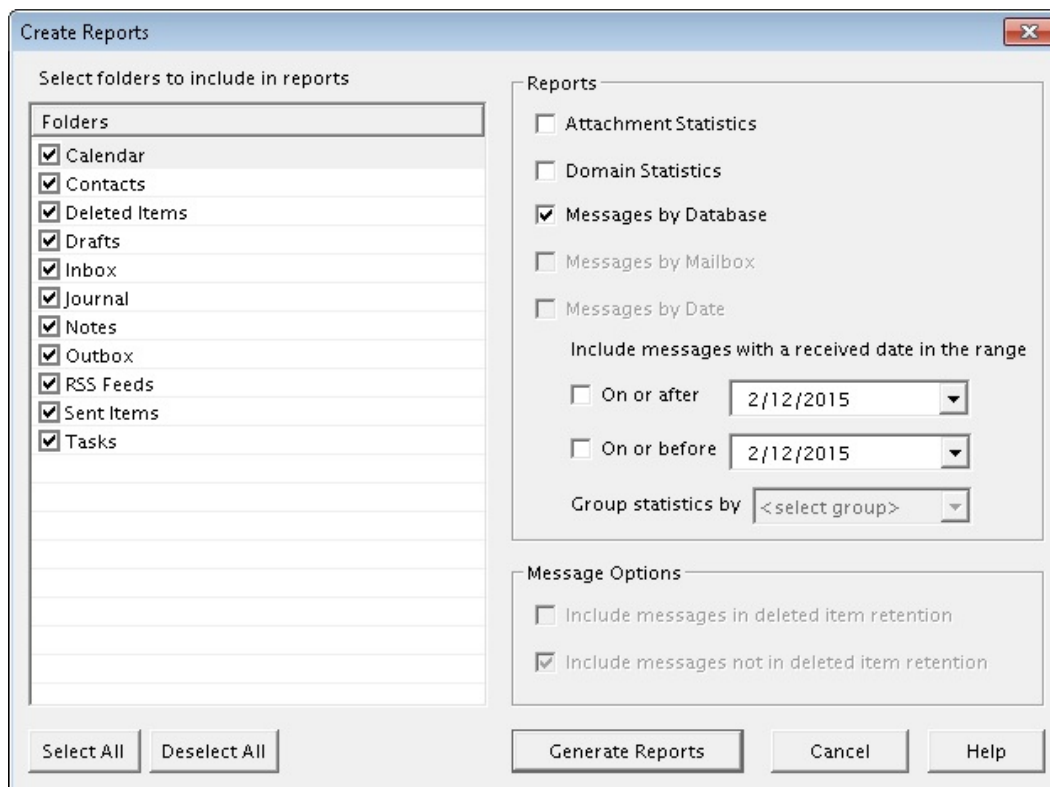 Create Reports
Select folders to include in reports
Folders
Calendar
Contacts
Deleted Items
Drafts
Inbox
Journal
Notes
Outbox
RSS Feeds
Sent Items
Tasks
Select All
Deselect All
Reports
Attachment Statistics
Domain Statistics
Messages by Database
Messages by Mailbox
Messages by Date
Include messages with a received date in the range
On or after
2/12/2015
On or before
2/12/2015
Group statistics by
<select group>
Message Options
Include messages in deleted item retention
Include messages not in deleted item retention
Generate Reports
Cancel
Help